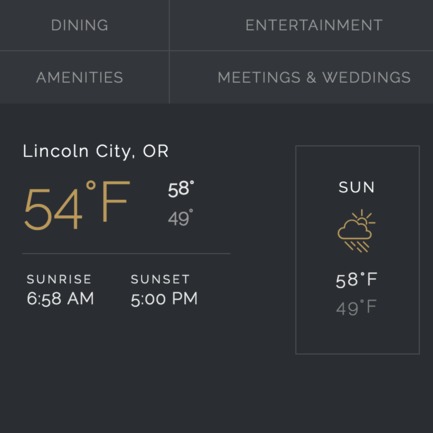 DINING
ENTERTAINMENT
AMENITIES
MEETINGS & WEDDINGS
Lincoln City, OR
54°F
58°
49°
SUNRISE
6:58 AM
SUNSET
5:00 PM
SUN
58°F
49°F